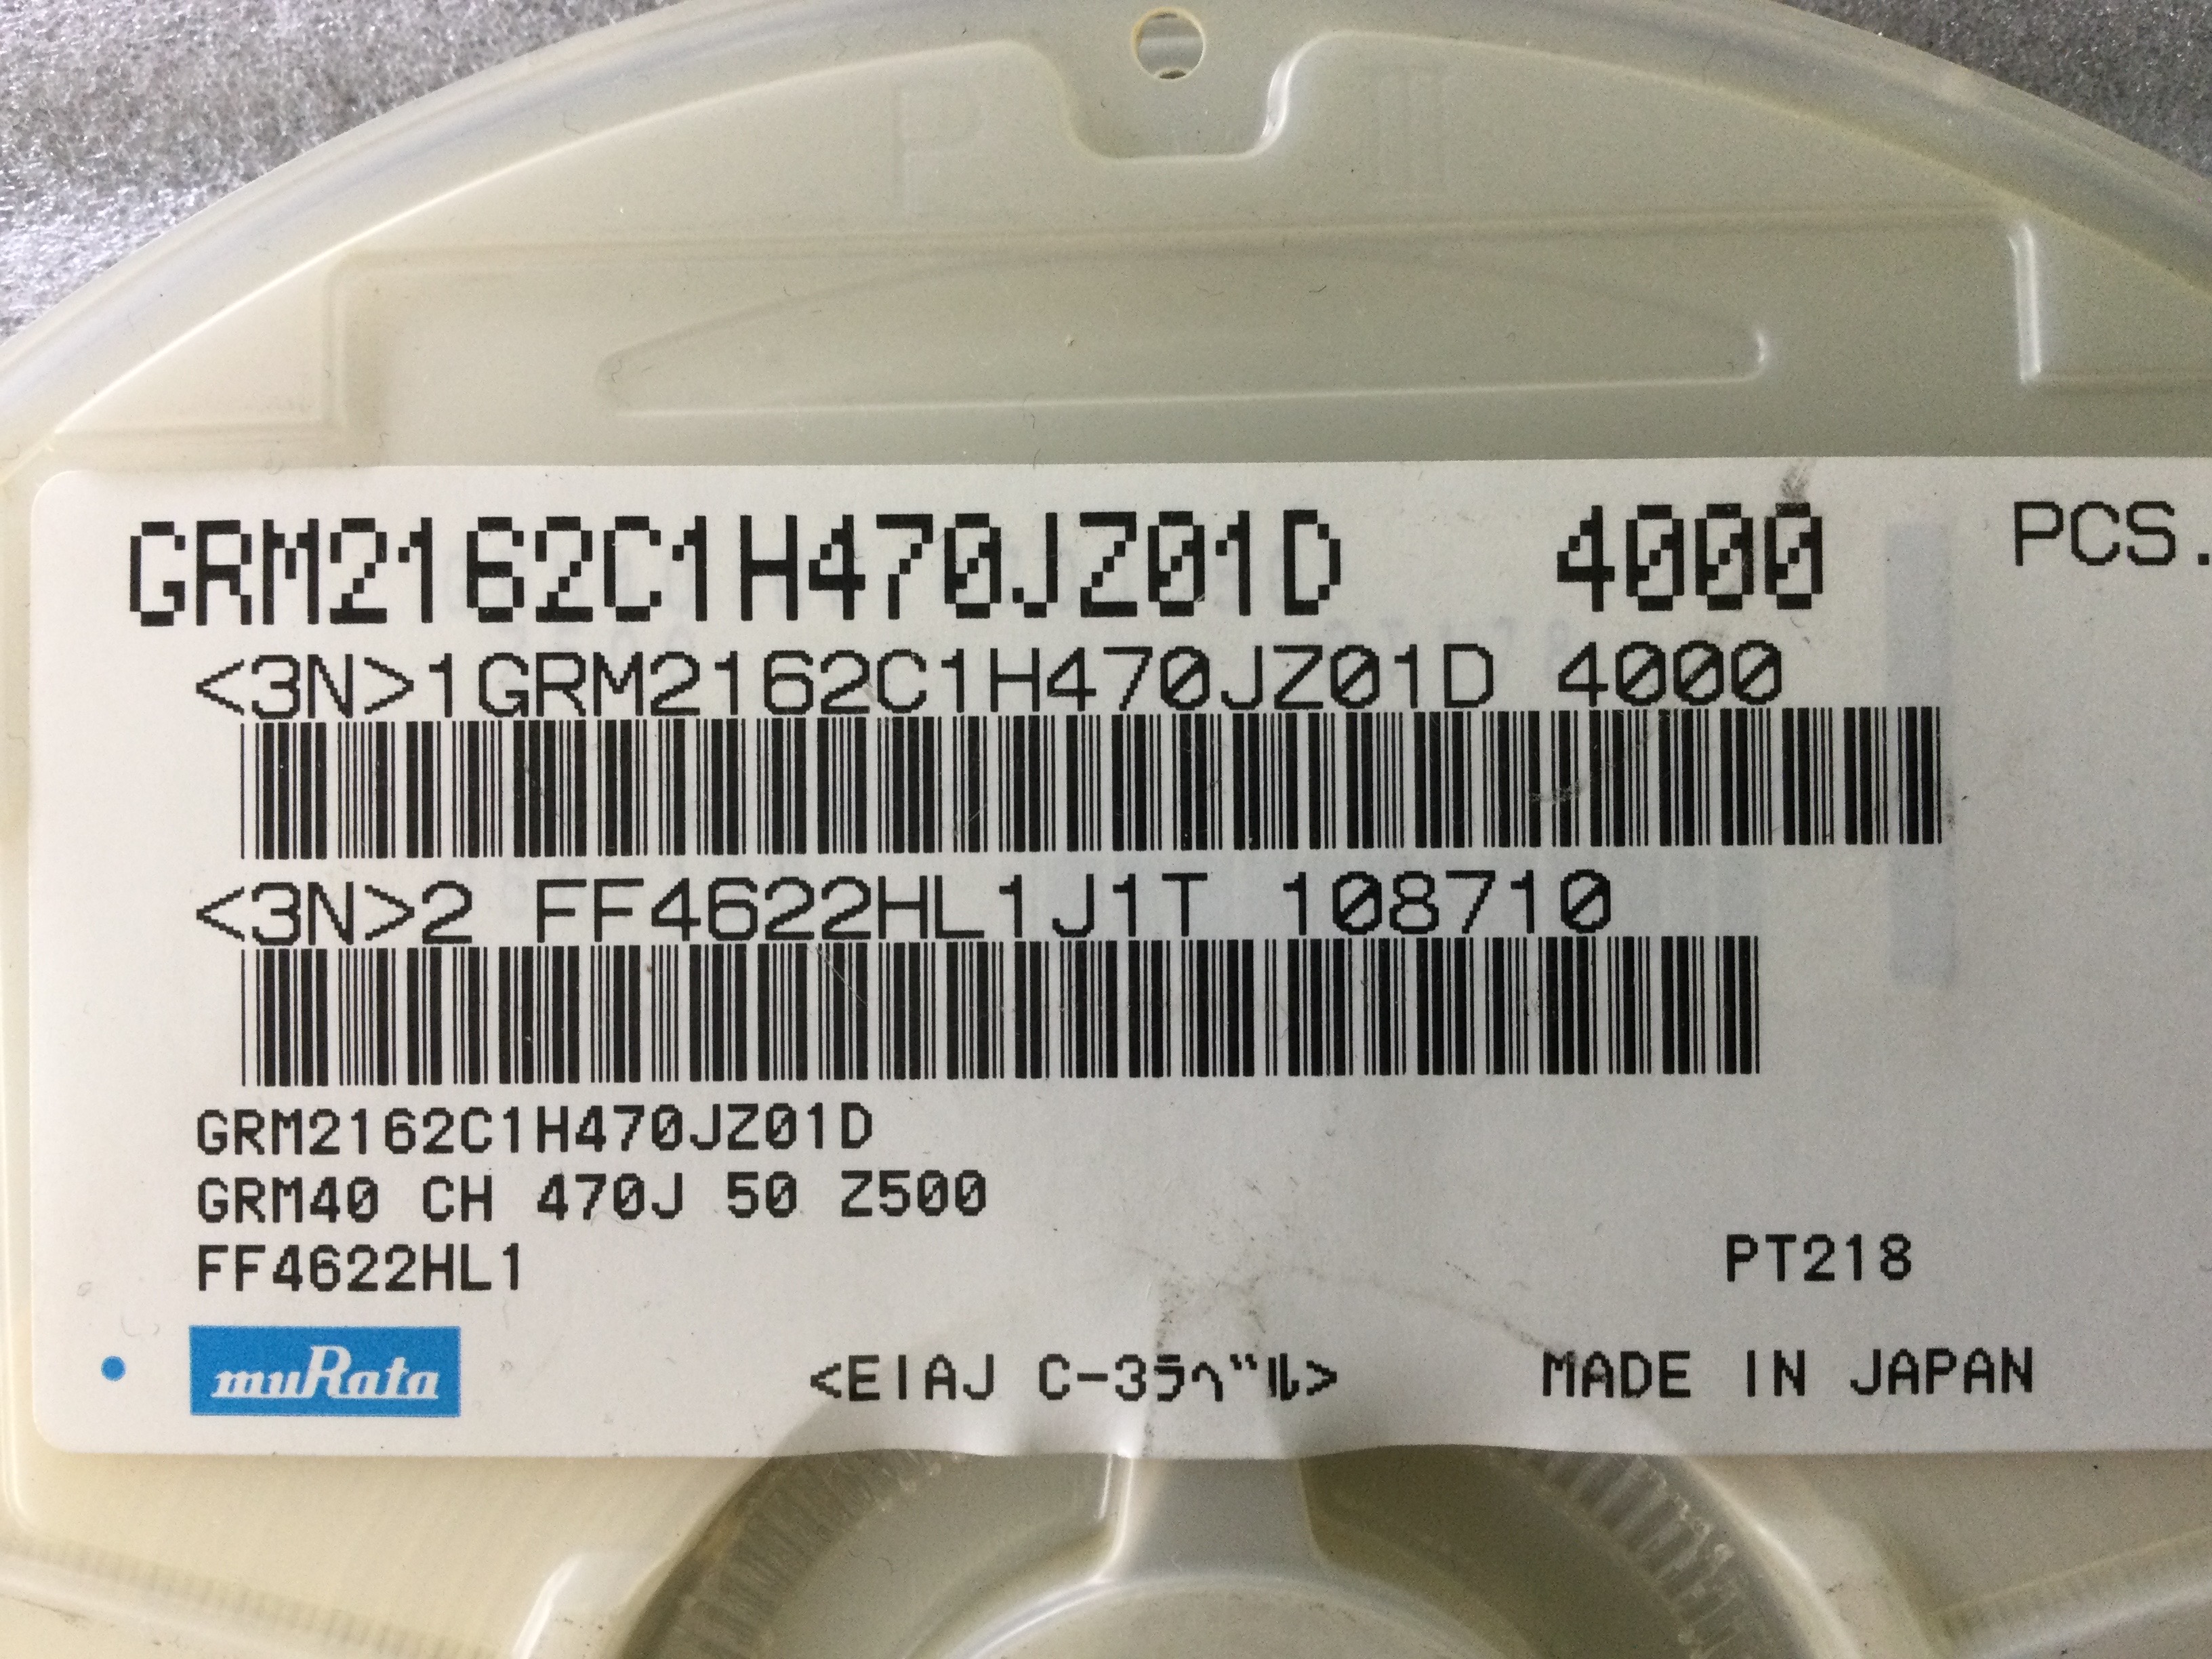 P III
GRM2162C1H470JZ01D 4000 PCS.
<3N>1GRM2162C1H470JZ01D 4000
<3N>2 FF4622HL1J1T 108710
GRM2162C1H470JZ01D
GRM40 CH 470J 50 Z500
FF4622HL1 PT218
muRata <EIAJ C-3ラベル> MADE IN JAPAN